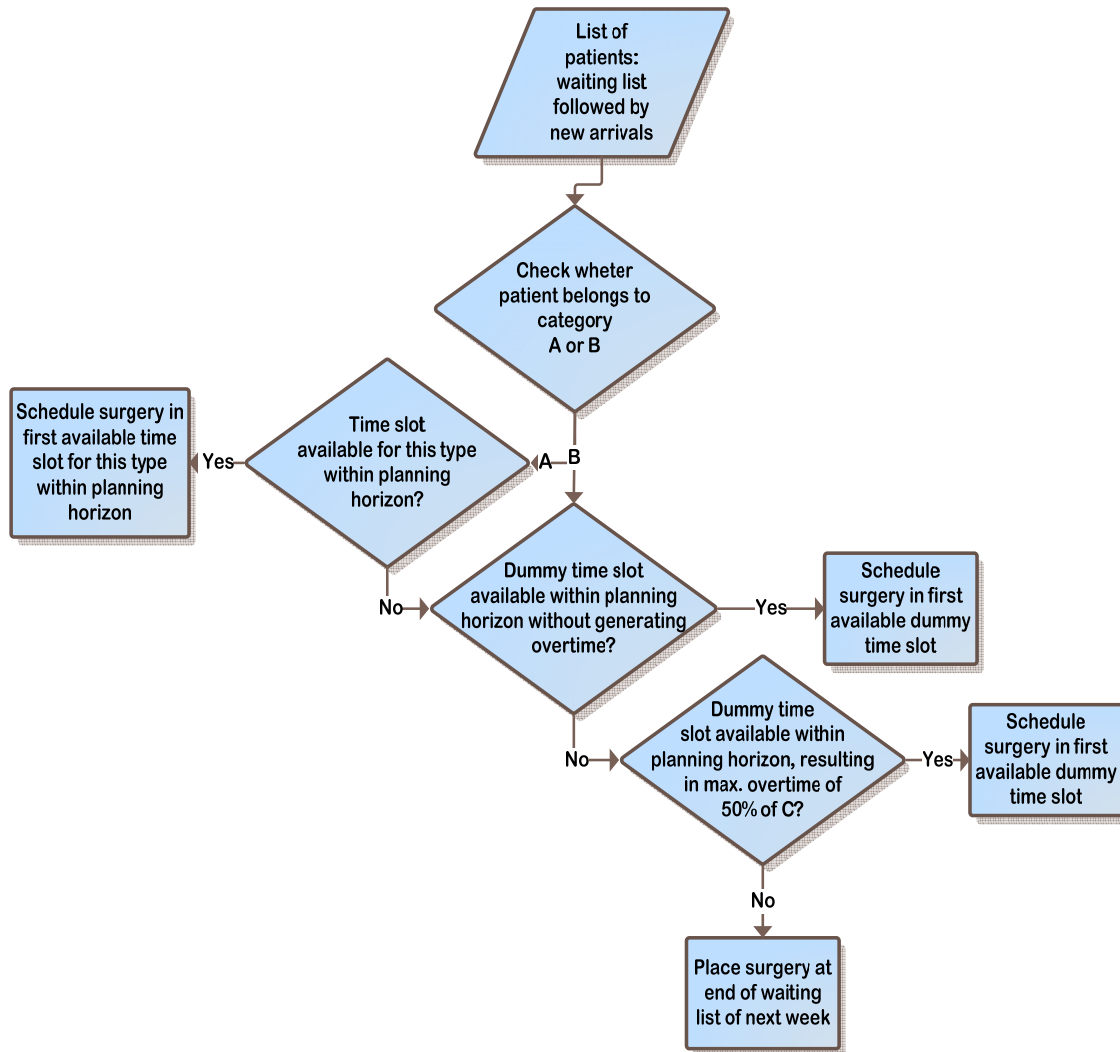 List of
patients:
waiting list
followed by
new arrivals
Check wheter
patient belongs to
category
A or B
Schedule surgery in
first available time
slot for this type
within planning
horizon
Yes
Time slot
available for this type
within planning
horizon?
A
B
No
Dummy time slot
available within planning
horizon without generating
overtime?
Yes
Schedule
surgery in first
available dummy
time slot
No
Dummy time
slot available within
planning horizon, resulting
in max. overtime of
50% of C?
Yes
Schedule
surgery in first
available dummy
time slot
No
Place surgery at
end of waiting
list of next week